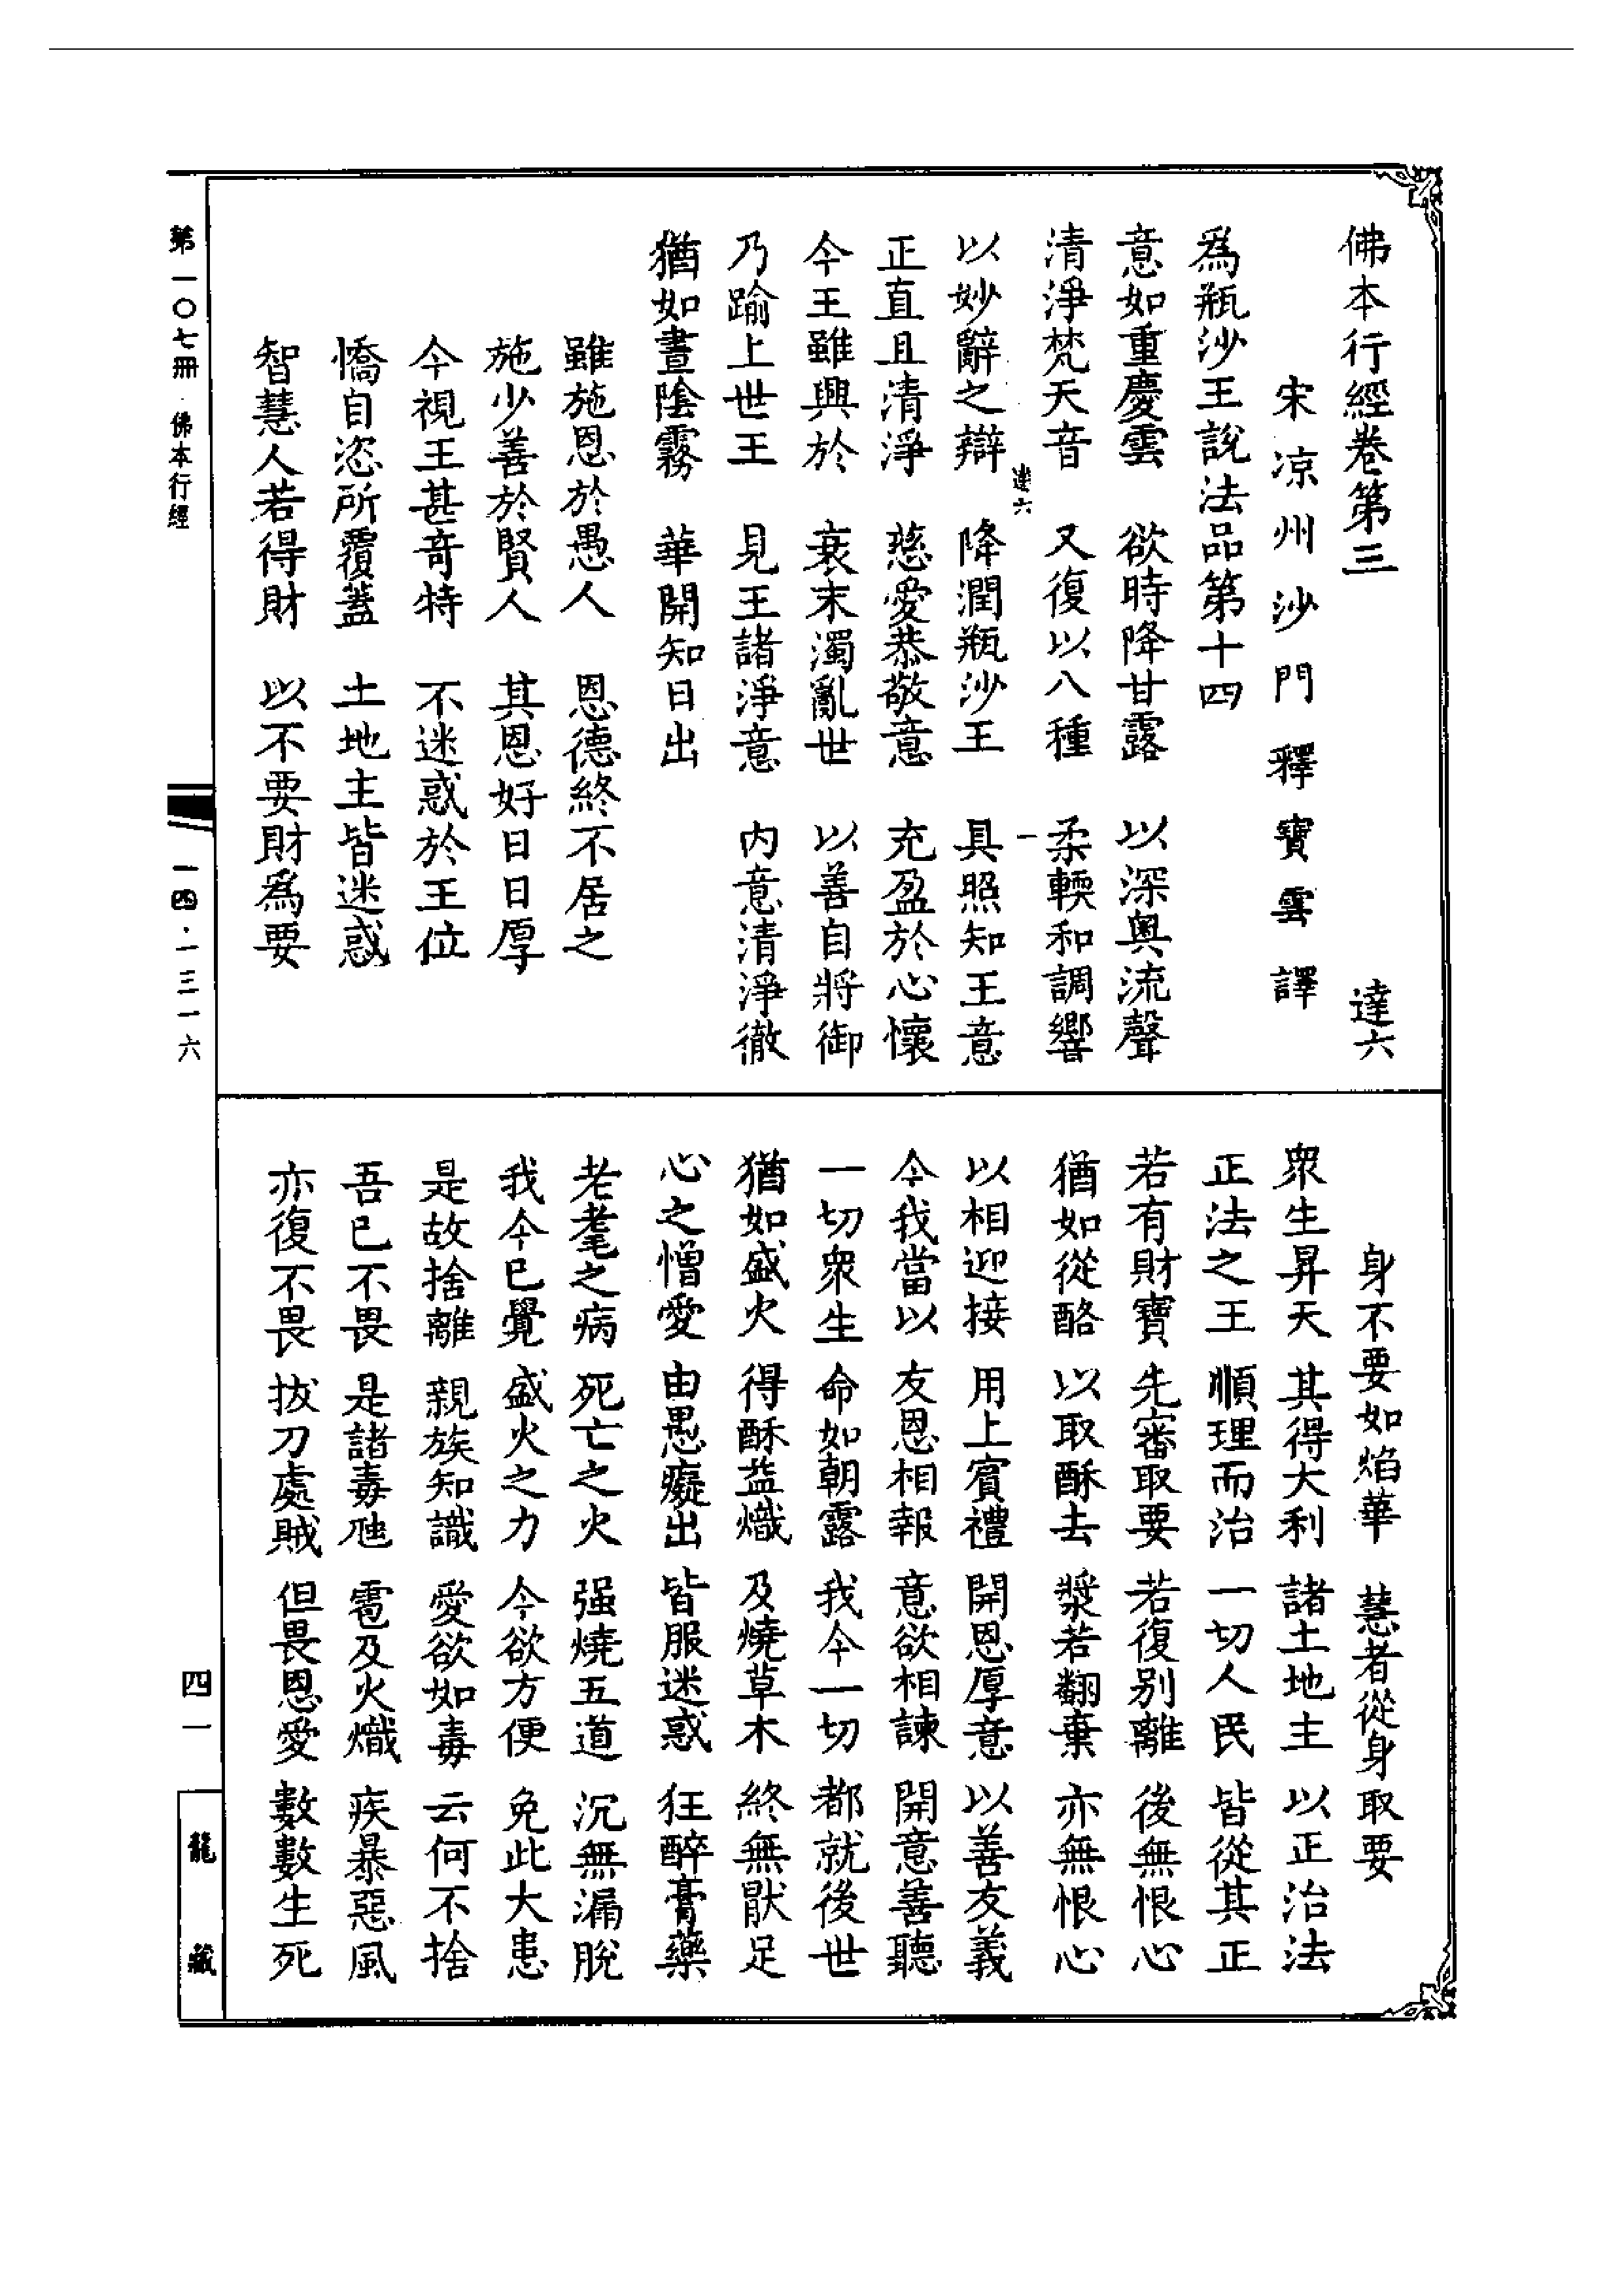 佛本行經卷第三　達六
宋凉州沙門釋寶雲譯
爲瓶沙王說法品第十四
意如重慶雲　欲時降甘露　以深奧流聲
清淨梵天音　又復以八種　柔輭和調響
達六　一
以妙辭之辯　降潤瓶沙王　具照知王意
正直且清淨　慈愛恭敬意　充盈於心懷
今王雖興於　衰末濁亂世　以善自將御
乃踰上世王　見王諸淨意　内意清淨徹
猶如晝陰霧　華開知日出
雖施恩於愚人　恩德終不居之
施少善於賢人　其恩好日日厚
今視王甚奇特　不迷惑於王位
憍自恣所覆蓋　土地主皆迷惑
智慧人若得財　以不要財爲要
身不要如焰華　慧者從身取要
衆生昇天　其得大利　諸土地主　以正治法
正法之王　順理而治　一切人民　皆從其正
若有財寶　先審取要　若復別離　後無恨心
猶如從酪　以取酥去　漿若翻棄　亦無恨心
以相迎接　用上賓禮　開恩厚意　以善友義
今我當以　友恩相報　意欲相諫　開意善聽
一切衆生　命如朝露　我今一切　都就後世
猶如盛火　得酥益熾　及燒草木　終無猒足
心之憎愛　由愚癡出　皆服迷惑　狂醉膏藥
老耄之病　死亡之火　强燒五道　沉無漏脫
我今已覺　盛火之力　今欲方便　免此大患
是故捨離　親族知識　愛欲如毒　云何不捨
吾已不畏　是諸毒虺　雹及火熾　疾暴惡風
亦復不畏　拔刀處賊　但畏恩愛　數數生死
第一〇七冊　佛本行經
一四·一三一六
四一
龍藏